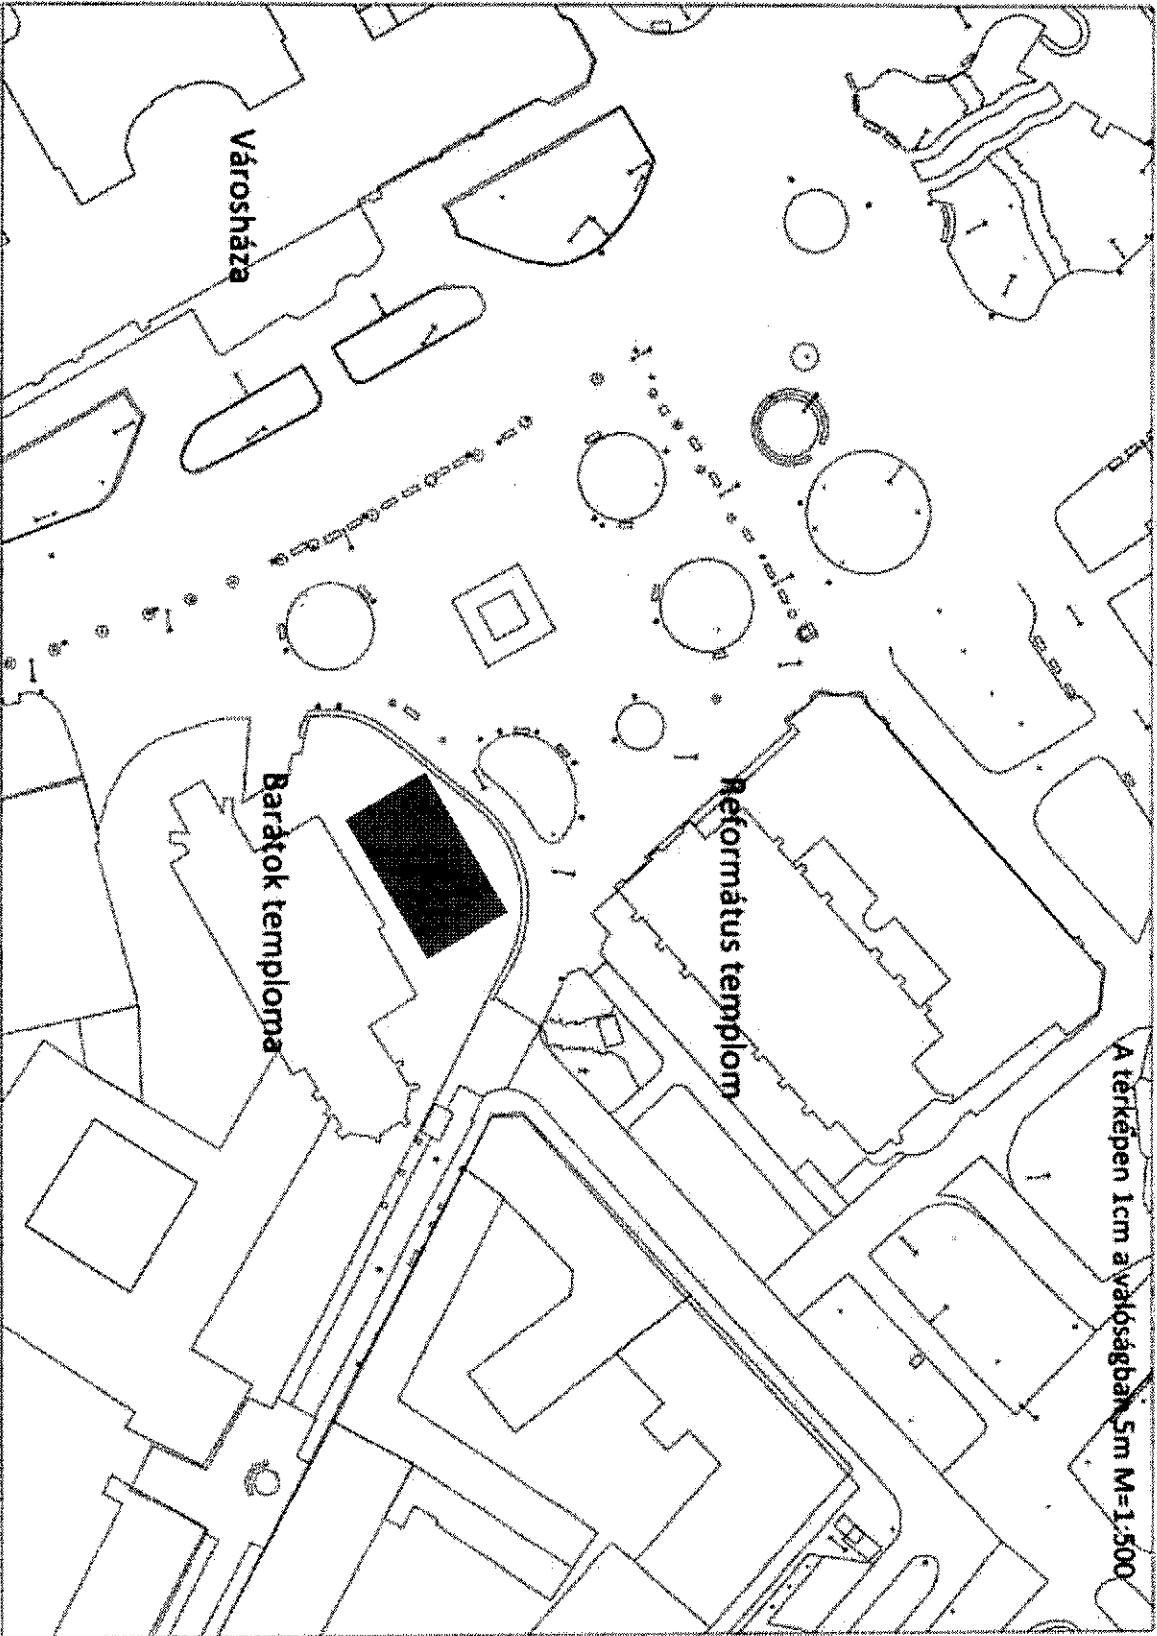 A térképen 1cm a valóságban 5m M=1:500
Városháza
Református templom
Barátok temploma